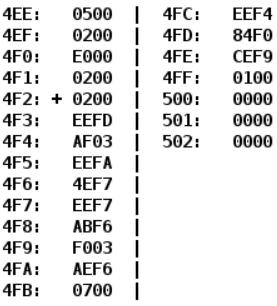 4EE: 0500 | 4FC: EEF4
4EF: 0200 | 4FD: 84F0
4F0: E000 | 4FE: CEF9
4F1: 0200 | 4FF: 0100
4F2: + 0200 | 500: 0000
4F3: EEFD | 501: 0000
4F4: AF03 | 502: 0000
4F5: EEFA |
4F6: 4EF7 |
4F7: EEF7 |
4F8: ABF6 |
4F9: F003 |
4FA: AEF6 |
4FB: 0700 |